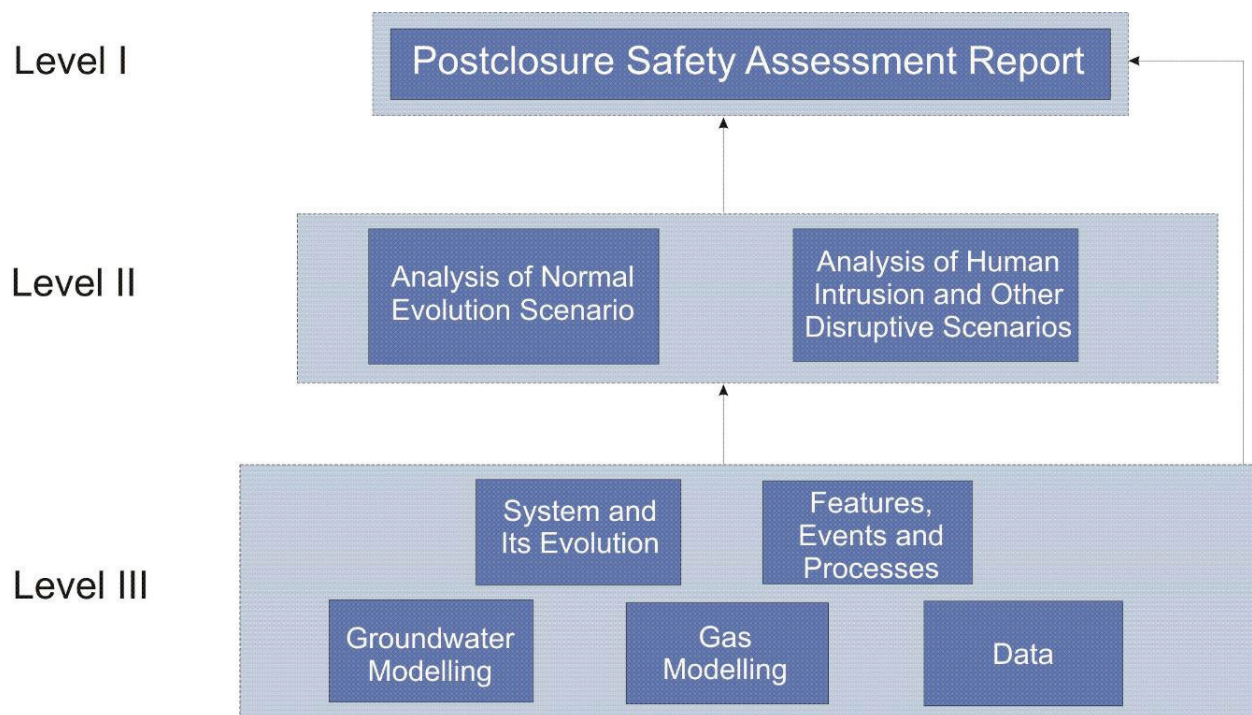 Level I
Postclosure Safety Assessment Report
Level II
Analysis of Normal
Evolution Scenario
Analysis of Human
Intrusion and Other
Disruptive Scenarios
Level III
System and
Its Evolution
Features,
Events and
Processes
Groundwater
Modelling
Gas
Modelling
Data